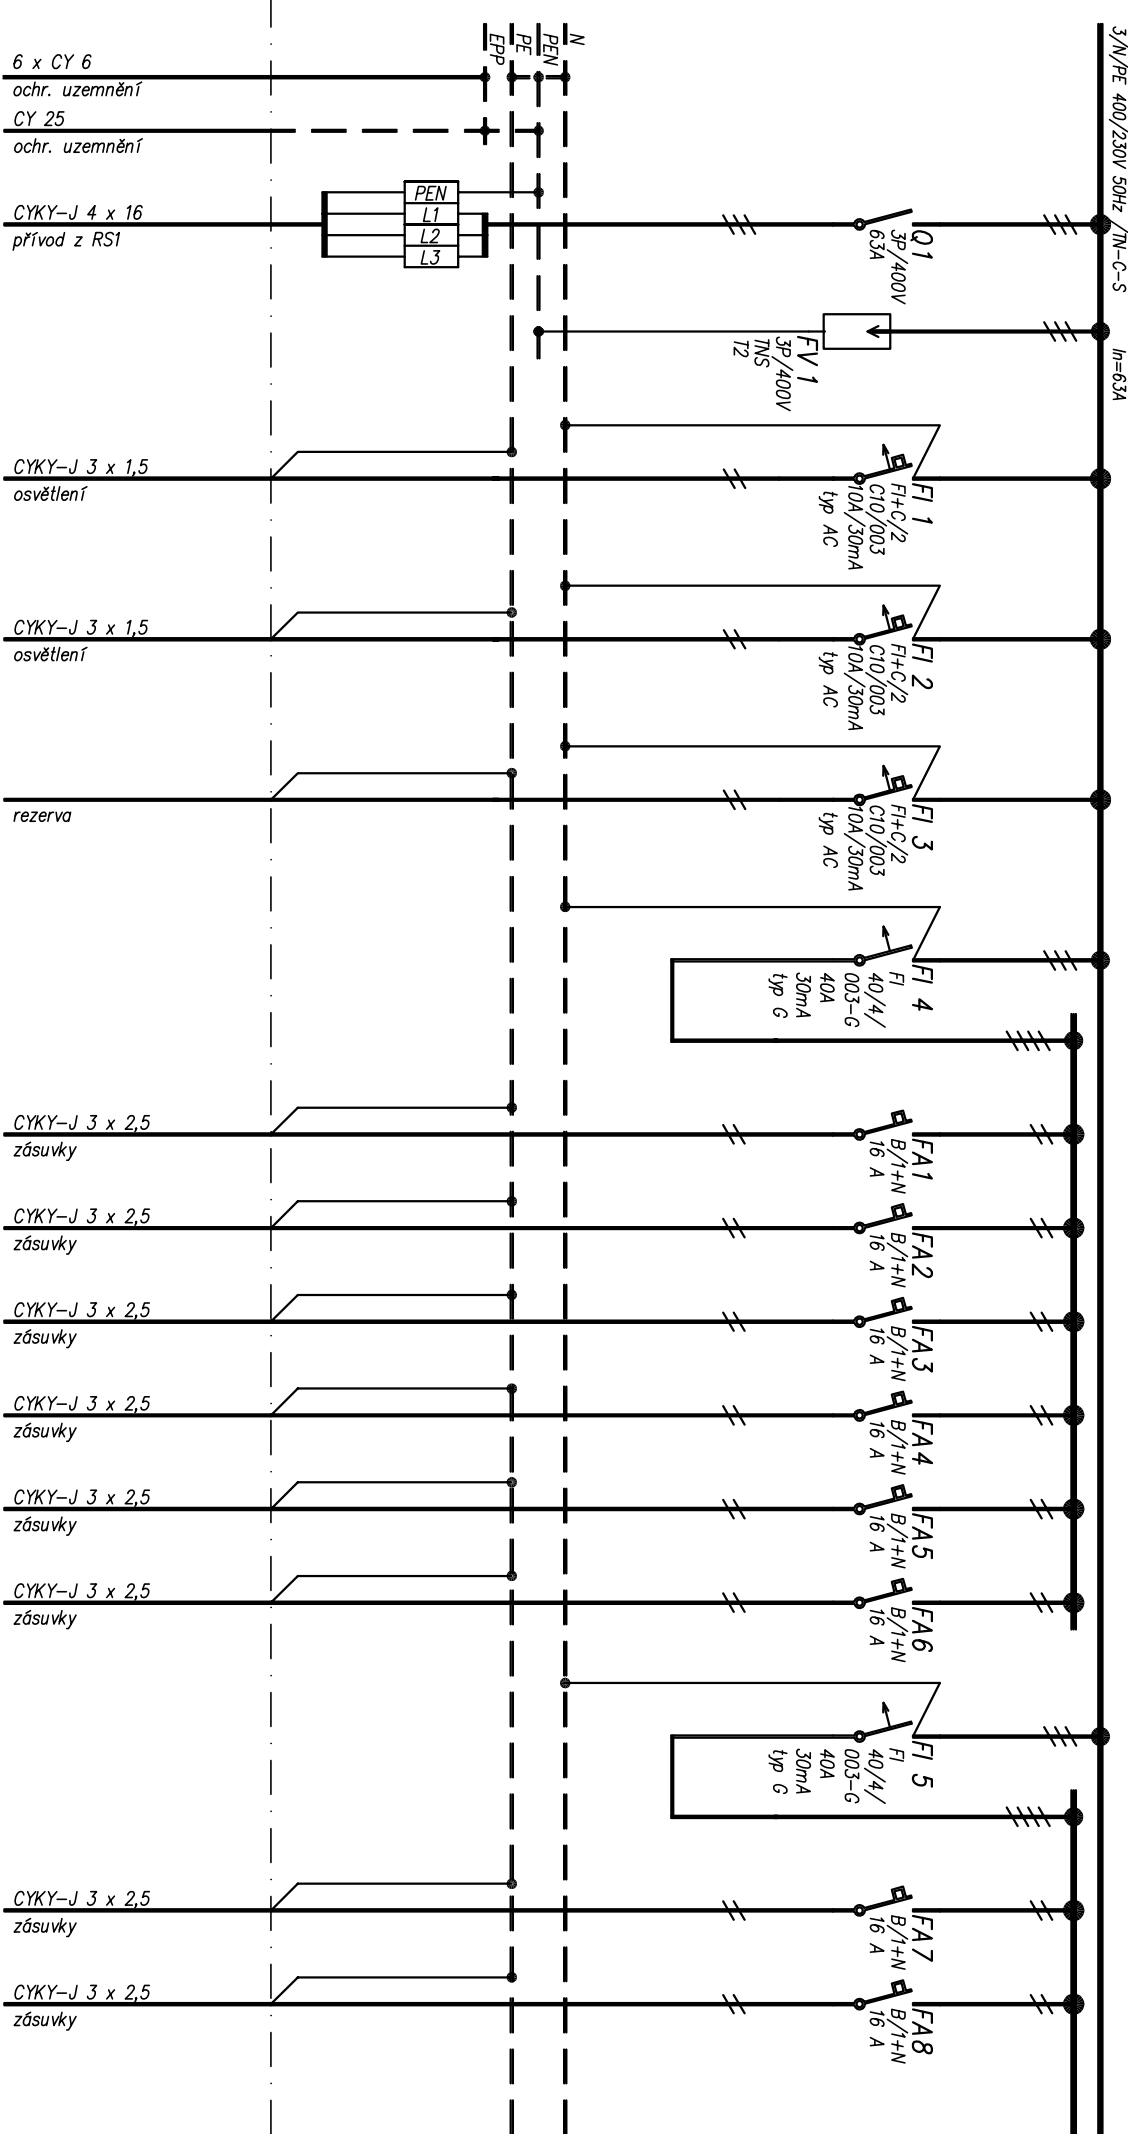 3/N/PE 400/230V 50Hz /TN-C-S
In=63A
N
PEN
PE
EPP
6 x CY 6
ochr. uzemnění
CY 25
ochr. uzemnění
CYKY-J 4 x 16
přívod z RS1
PEN
L1
L2
L3
Q1
3P/400V
63A
FV 1
3P/400V
TNS
T2
CYKY-J 3 x 1,5
osvětlení
FI 1
FI+C/2
C10/003
10A/30mA
typ AC
CYKY-J 3 x 1,5
osvětlení
FI 2
FI+C/2
C10/003
10A/30mA
typ AC
rezerva
FI 3
FI+C/2
C10/003
10A/30mA
typ AC
FI 4
FI
40/4/
003-G
40A
30mA
typ G
CYKY-J 3 x 2,5
zásuvky
FA1
B/1+N
16 A
CYKY-J 3 x 2,5
zásuvky
FA2
B/1+N
16 A
CYKY-J 3 x 2,5
zásuvky
FA3
B/1+N
16 A
CYKY-J 3 x 2,5
zásuvky
FA4
B/1+N
16 A
CYKY-J 3 x 2,5
zásuvky
FA5
B/1+N
16 A
CYKY-J 3 x 2,5
zásuvky
FA6
B/1+N
16 A
FI 5
FI
40/4/
003-G
40A
30mA
typ G
CYKY-J 3 x 2,5
zásuvky
FA7
B/1+N
16 A
CYKY-J 3 x 2,5
zásuvky
FA8
B/1+N
16 A